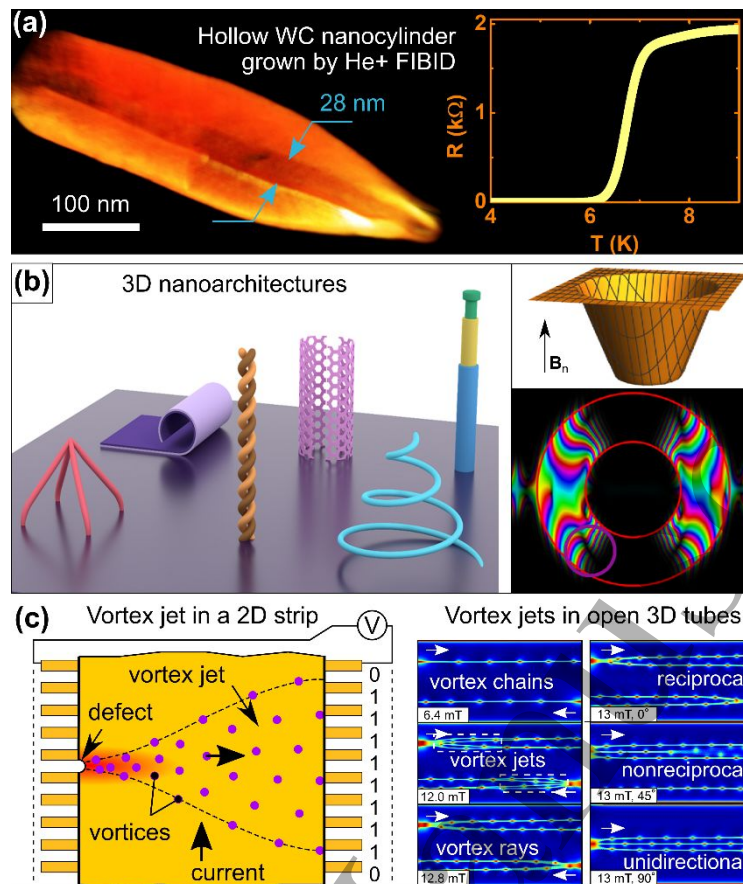 (a)
Hollow WC nanocylinder
grown by He+ FIBID
28 nm
100 nm
2
1
0
R (kΩ)
4
6
8
T (K)
(b)
3D nanoarchitectures
Bn
(c)
Vortex jet in a 2D strip
V
vortex jet
defect
vortices
current
0
1
1
1
1
1
1
1
1
0
Vortex jets in open 3D tubes
vortex chains
6.4 mT
vortex jets
12.0 mT
vortex rays
12.8 mT
reciproca
13 mT, 0°
nonreciproca
13 mT, 45°
unidirectiona
13 mT, 90°